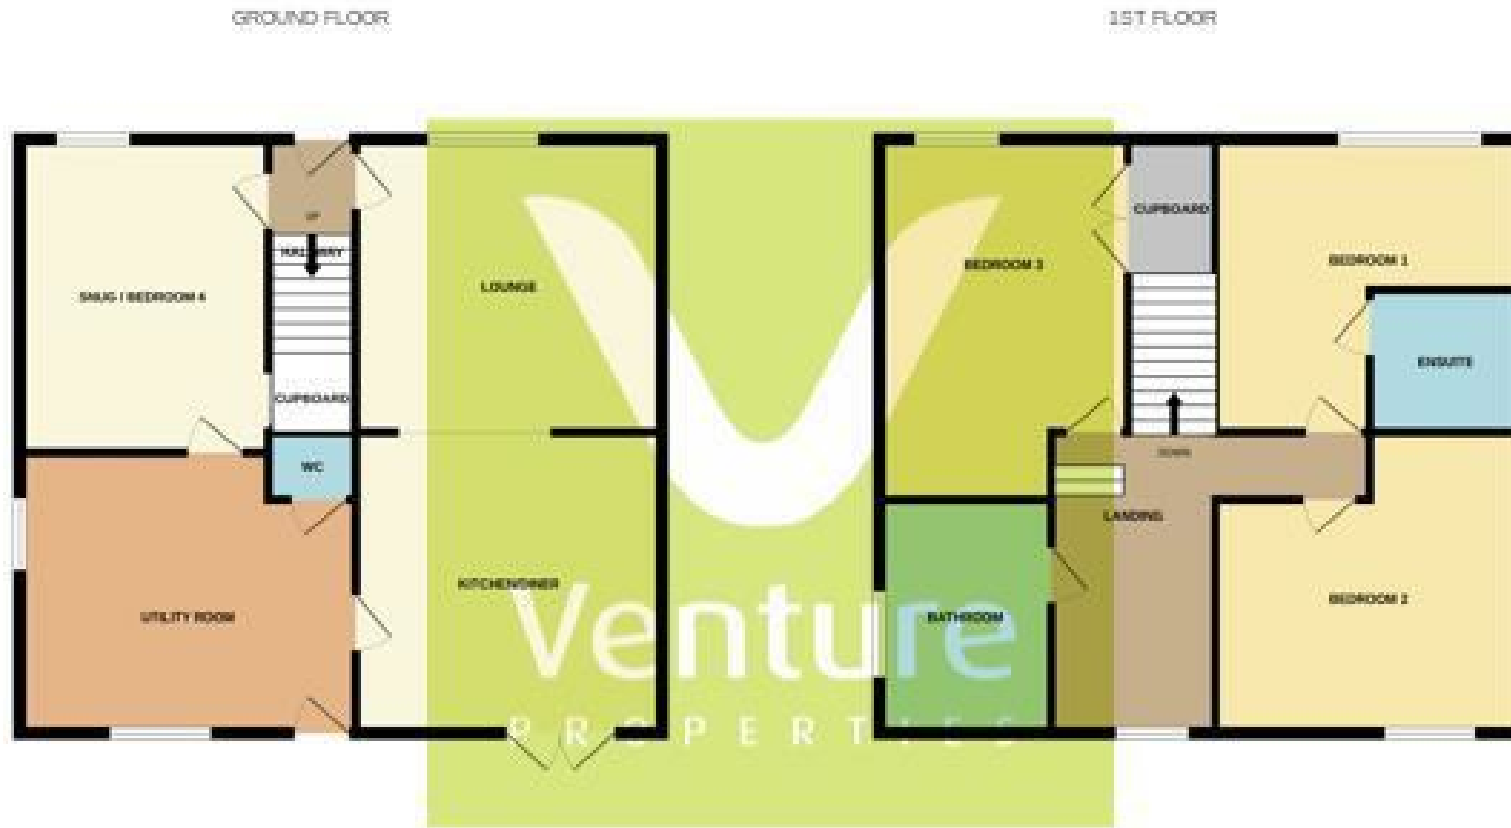 GROUND FLOOR
1ST FLOOR
UP
HALLWAY
SNUG / BEDROOM 4
LOUNGE
CUPBOARD
WC
KITCHEN/DINER
UTILITY ROOM
CUPBOARD
BEDROOM 3
BEDROOM 1
ENSUITE
DOWN
LANDING
BATHROOM
BEDROOM 2
Venture
PROPERTIES